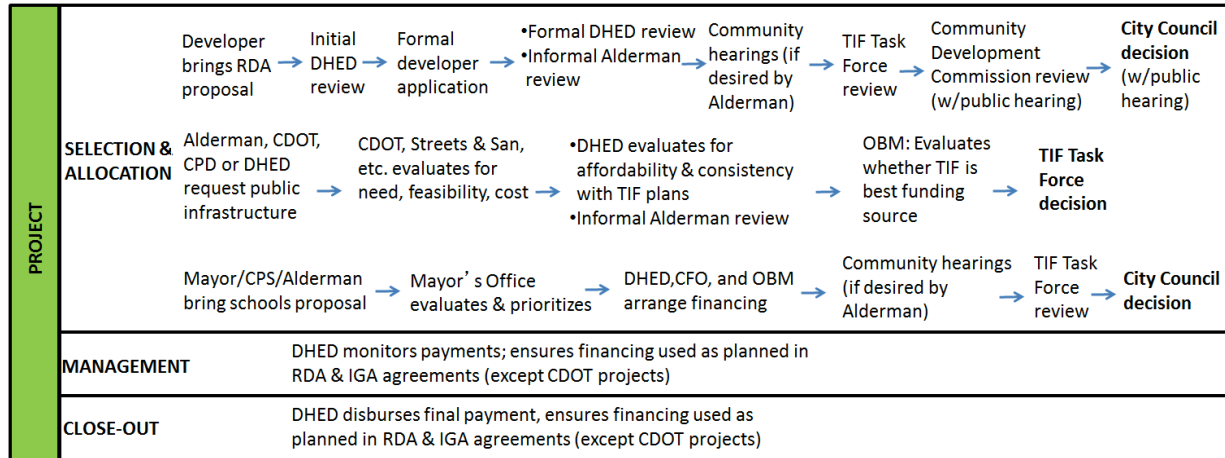 PROJECT
SELECTION &
ALLOCATION
Developer
brings RDA
proposal
Initial
DHED
review
Formal
developer
application
•Formal DHED review
•Informal Alderman
review
Community
hearings (if
desired by
Alderman)
TIF Task
Force
review
Community
Development
Commission review
(w/public hearing)
City Council
decision
(w/public
hearing)
Alderman, CDOT,
CPD or DHED
request public
infrastructure
CDOT, Streets & San,
etc. evaluates for
need, feasibility, cost
•DHED evaluates for
affordability & consistency
with TIF plans
•Informal Alderman review
OBM: Evaluates
whether TIF is
best funding
source
TIF Task
Force
decision
Mayor/CPS/Alderman
bring schools proposal
Mayor’s Office
evaluates & prioritizes
DHED,CFO, and OBM
arrange financing
Community hearings
(if desired by
Alderman)
TIF Task
Force
review
City Council
decision
MANAGEMENT
DHED monitors payments; ensures financing used as planned in
RDA & IGA agreements (except CDOT projects)
CLOSE-OUT
DHED disburses final payment, ensures financing used as
planned in RDA & IGA agreements (except CDOT projects)